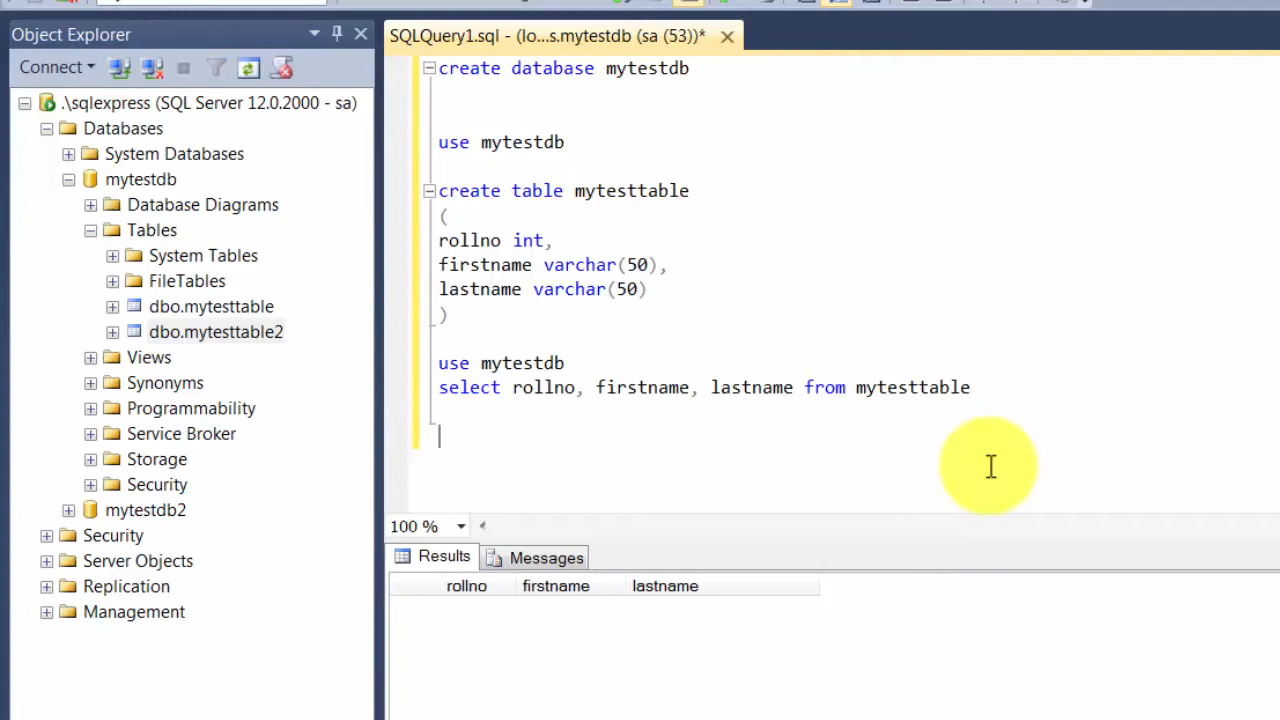 Object Explorer
Connect
.\sqlexpress (SQL Server 12.0.2000 - sa)
Databases
System Databases
mytestdb
Database Diagrams
Tables
System Tables
FileTables
dbo.mytesttable
dbo.mytesttable2
Views
Synonyms
Programmability
Service Broker
Storage
Security
mytestdb2
Security
Server Objects
Replication
Management
SQLQuery1.sql - (lo...s.mytestdb (sa (53))*
create database mytestdb
use mytestdb
create table mytesttable
(
rollno int,
firstname varchar(50),
lastname varchar(50)
)
use mytestdb
select rollno, firstname, lastname from mytesttable
100 %
Results Messages
rollno firstname lastname